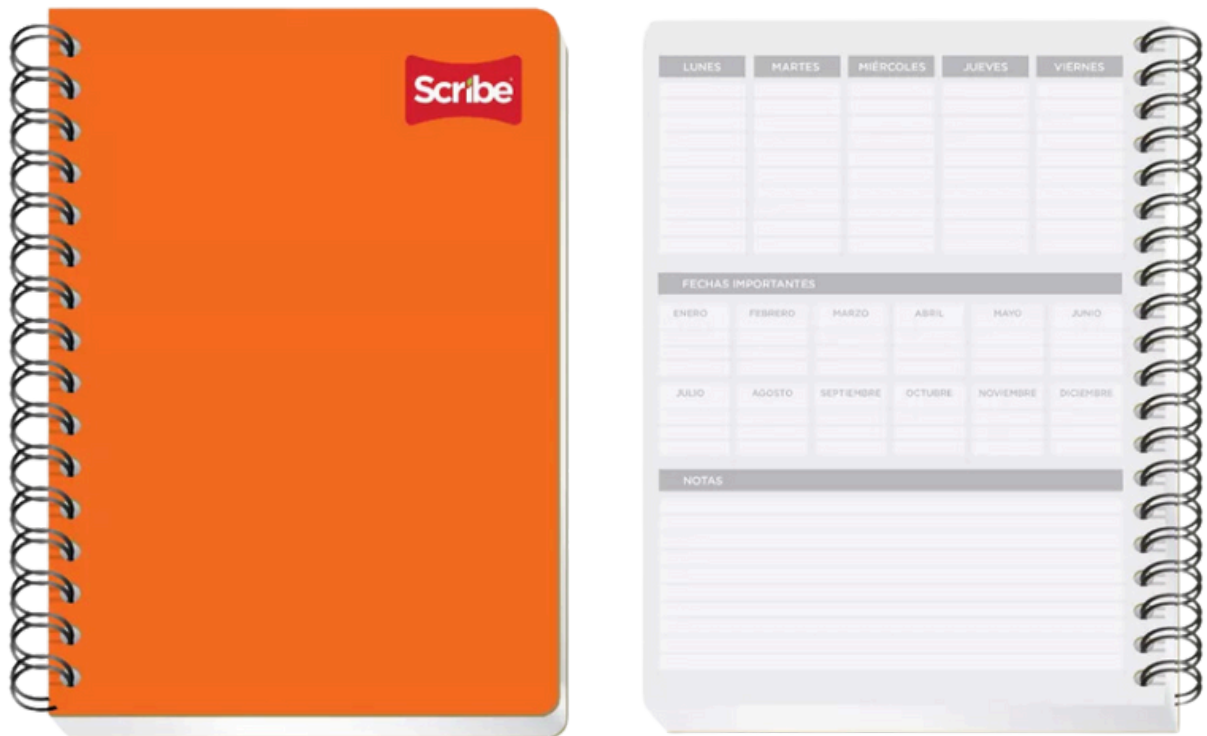 Scribe
LUNES MARTES MIÉRCOLES JUEVES VIERNES
FECHAS IMPORTANTES
ENERO FEBRERO MARZO ABRIL MAYO JUNIO
JULIO AGOSTO SEPTIEMBRE OCTUBRE NOVIEMBRE DICIEMBRE
NOTAS